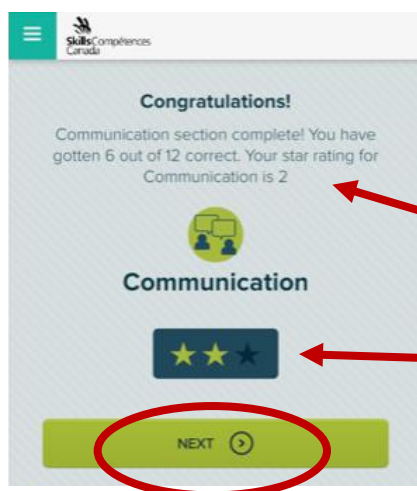 Skills Compétences
Canada
Congratulations!
Communication section complete! You have
gotten 6 out of 12 correct. Your star rating for
Communication is 2
Communication
NEXT